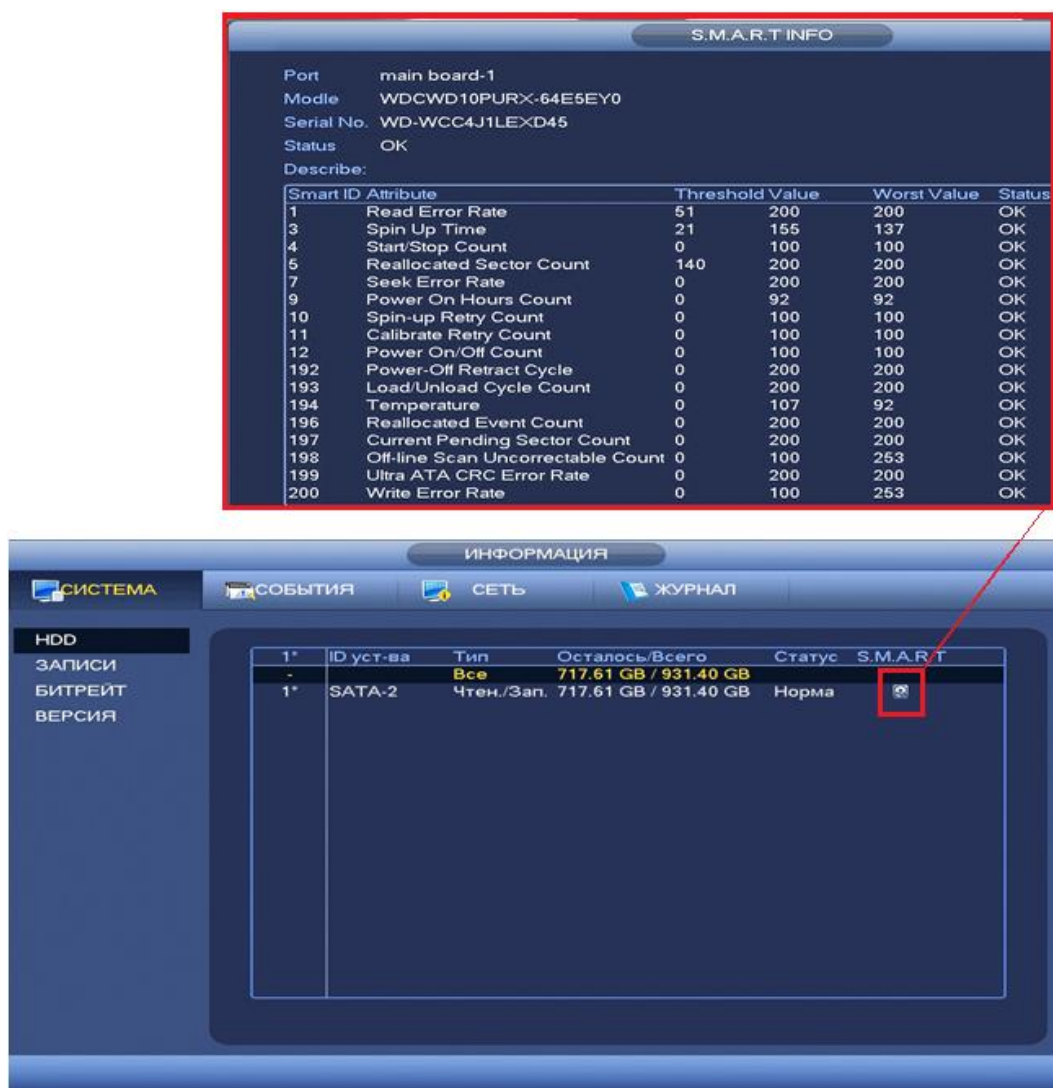 S.M.A.R.T INFO
Port main board-1
Modle WDCWD10PURX-64E5EY0
Serial No. WD-WCC4J1LEXD45
Status OK
Describe:
Smart ID Attribute Threshold Value Worst Value Status
1 Read Error Rate 51 200 200 OK
3 Spin Up Time 21 155 137 OK
4 Start/Stop Count 0 100 100 OK
5 Reallocated Sector Count 140 200 200 OK
7 Seek Error Rate 0 200 200 OK
9 Power On Hours Count 0 92 92 OK
10 Spin-up Retry Count 0 100 100 OK
11 Calibrate Retry Count 0 100 100 OK
12 Power On/Off Count 0 100 100 OK
192 Power-Off Retract Cycle 0 200 200 OK
193 Load/Unload Cycle Count 0 200 200 OK
194 Temperature 0 107 92 OK
196 Reallocated Event Count 0 200 200 OK
197 Current Pending Sector Count 0 200 200 OK
198 Off-line Scan Uncorrectable Count 0 100 253 OK
199 Ultra ATA CRC Error Rate 0 200 200 OK
200 Write Error Rate 0 100 253 OK
ИНФОРМАЦИЯ
СИСТЕМА СОБЫТИЯ СЕТЬ ЖУРНАЛ
HDD
ЗАПИСИ
БИТРЕЙТ
ВЕРСИЯ
1* ID уст-ва Тип Осталось/Всего Статус S.M.A.R.T
- Все 717.61 GB / 931.40 GB
1* SATA-2 Чтен./Зап. 717.61 GB / 931.40 GB Норма